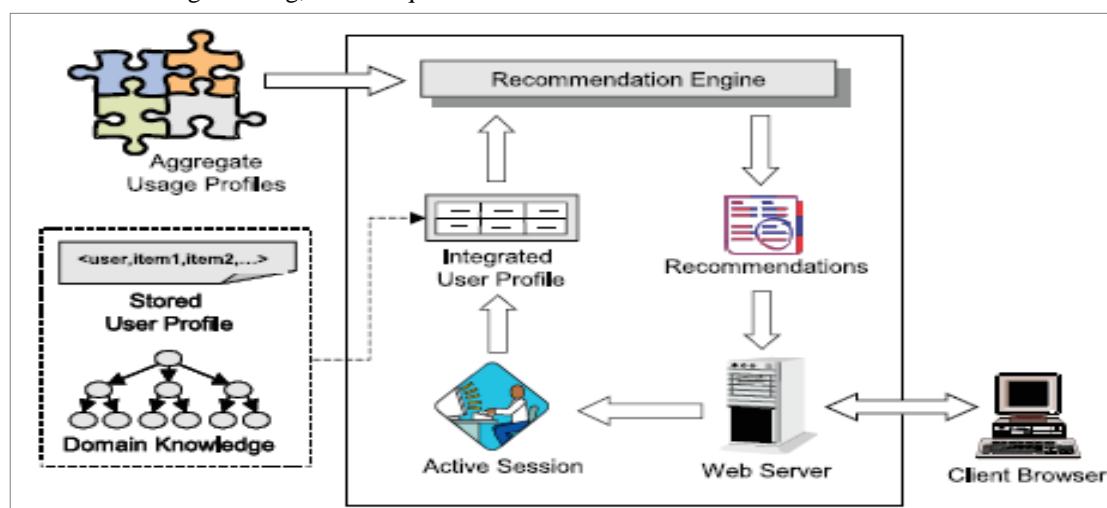 Recommendation Engine
Aggregate
Usage Profiles
<user,item1,item2,...>
Stored
User Profile
Domain Knowledge
Integrated
User Profile
Recommendations
Active Session
Web Server
Client Browser